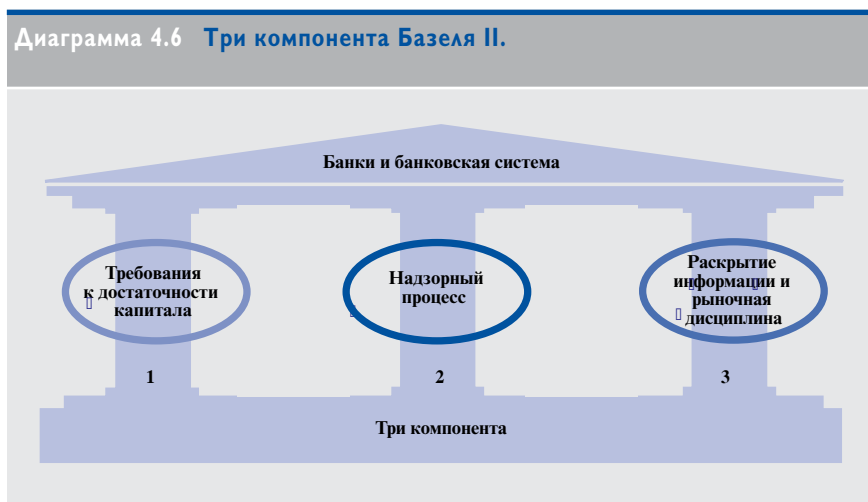 Диаграмма 4.6 Три компонента Базеля II.
Банки и банковская система
Требования
к достаточности
капитала
Надзорный
процесс
Раскрытие
информации и
рыночная
дисциплина
1
2
3
Три компонента